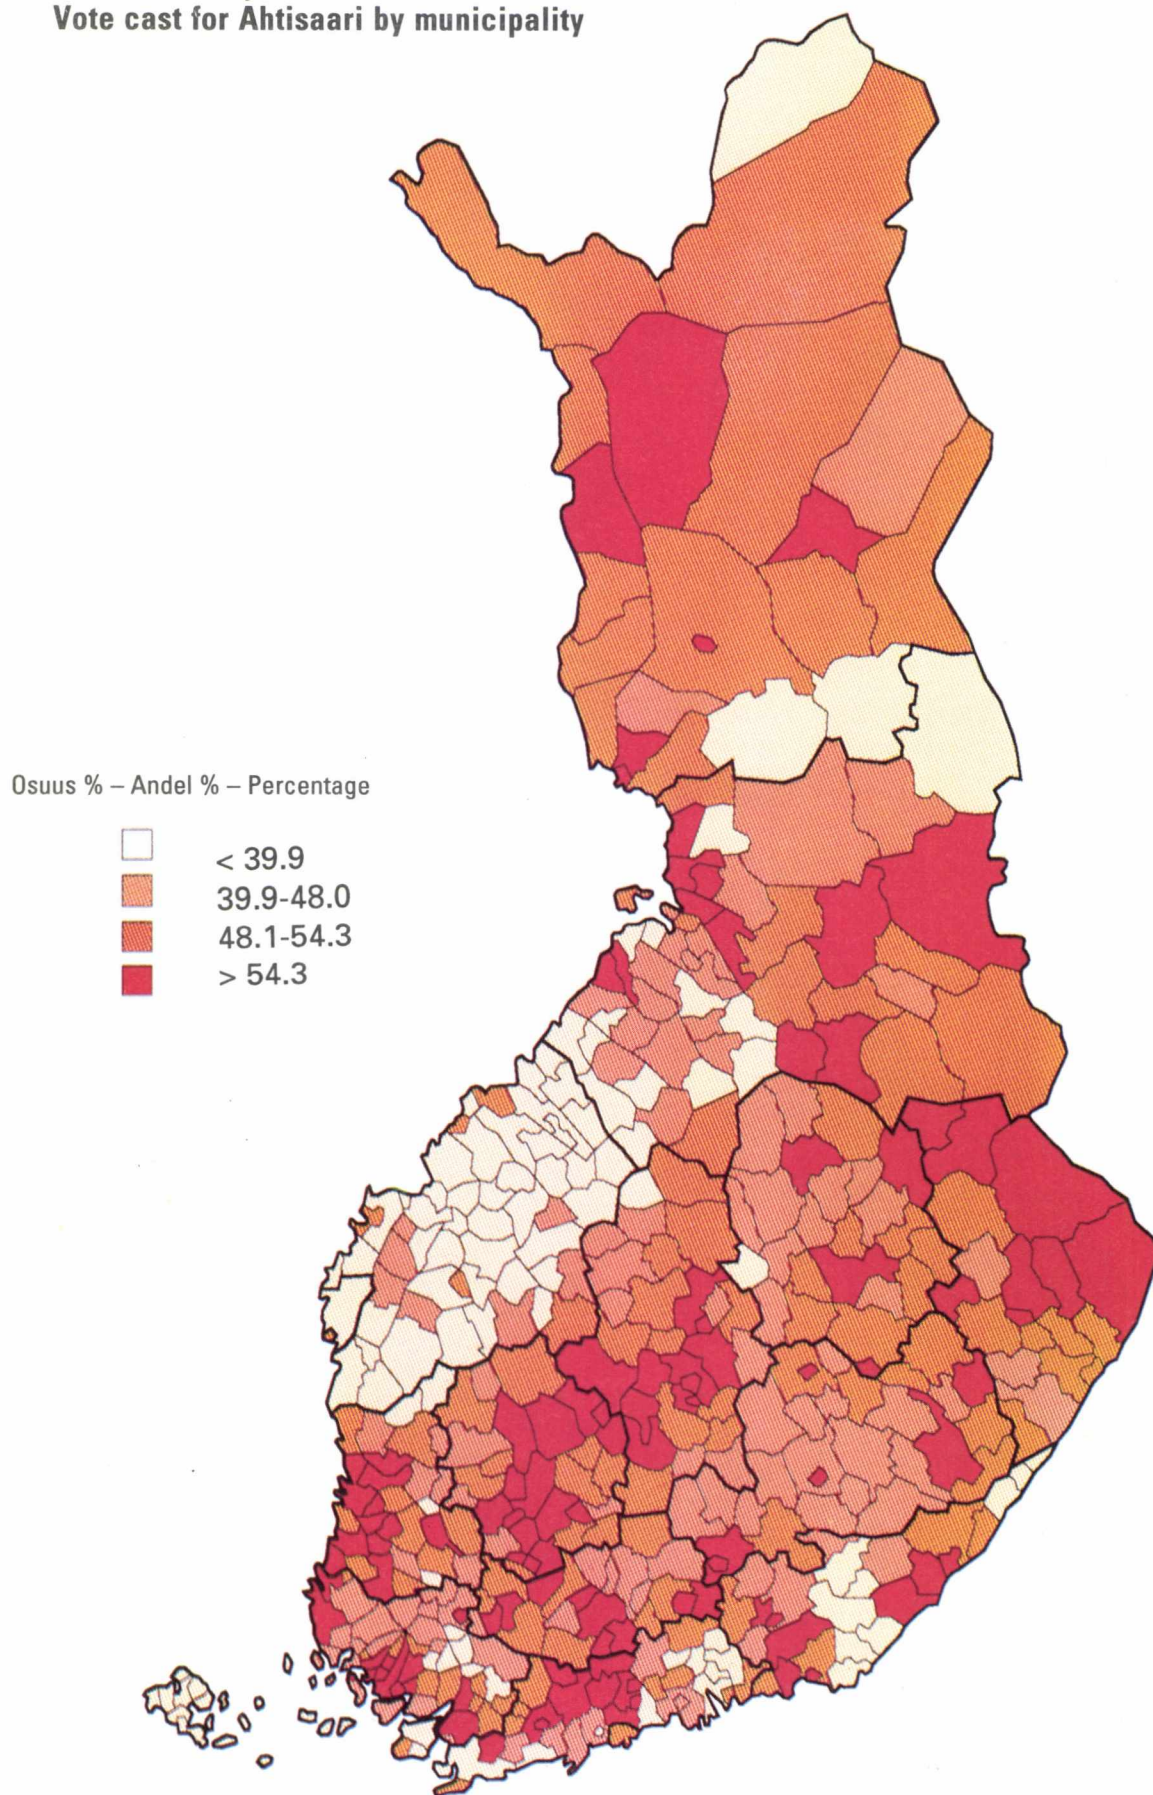 Vote cast for Ahtisaari by municipality
Osuus % – Andel % – Percentage
< 39.9
39.9-48.0
48.1-54.3
> 54.3